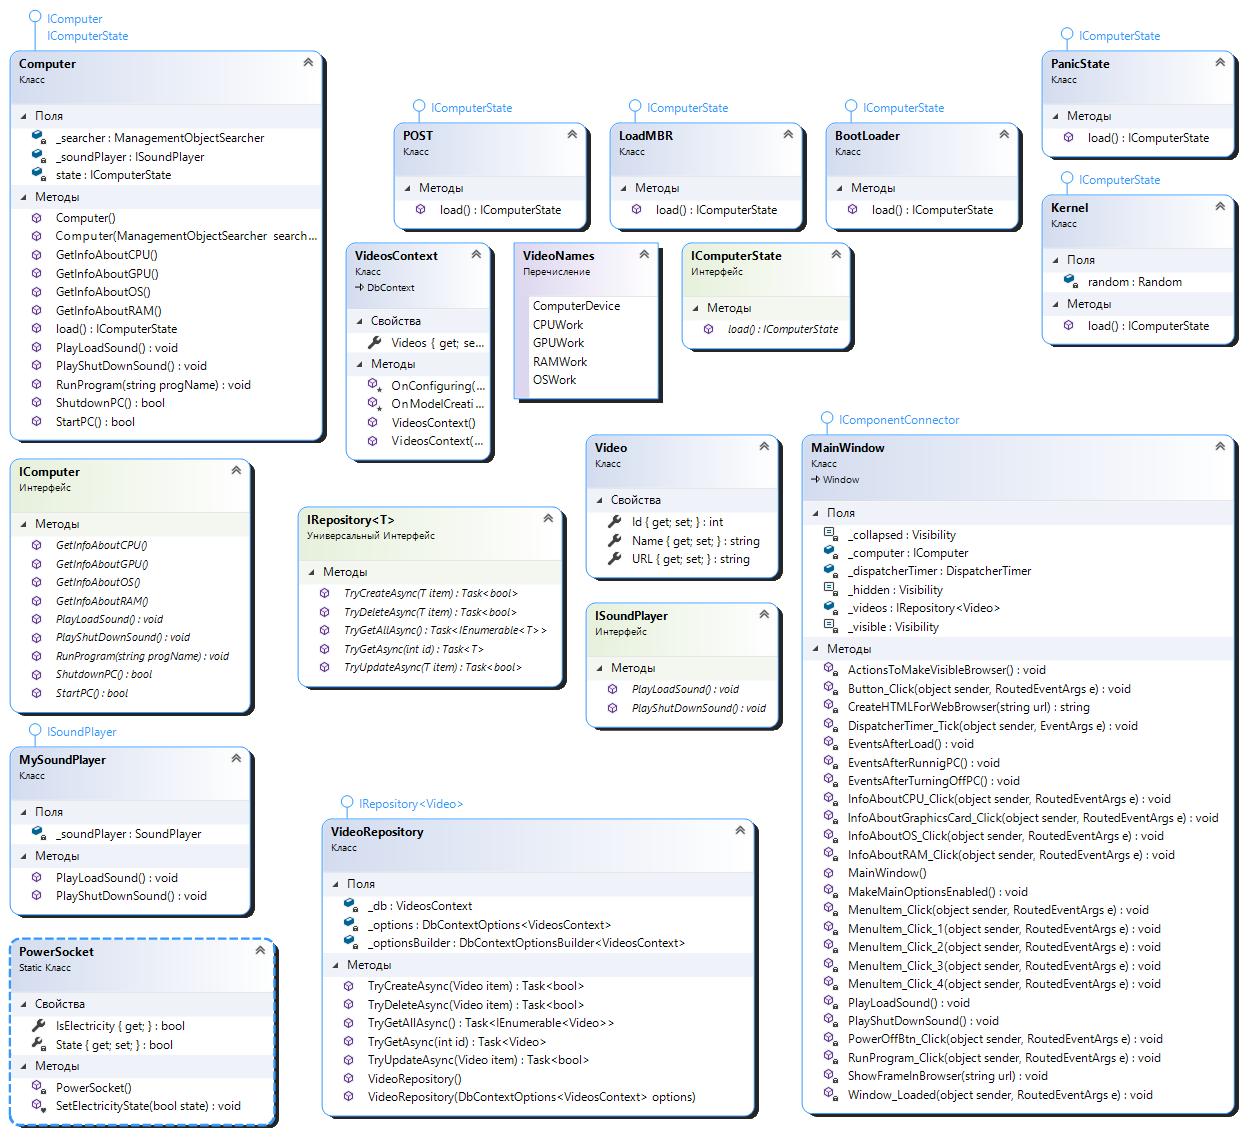 IComputer
IComputerState
Computer
Класс
Поля
_searcher : ManagementObjectSearcher
_soundPlayer : ISoundPlayer
state : IComputerState
Методы
Computer()
Computer(ManagementObjectSearcher search...
GetInfoAboutCPU()
GetInfoAboutGPU()
GetInfoAboutOS()
GetInfoAboutRAM()
load() : IComputerState
PlayLoadSound() : void
PlayShutDownSound() : void
RunProgram(string progName) : void
ShutdownPC() : bool
StartPC() : bool
IComputerState
POST
Класс
Методы
load() : IComputerState
IComputerState
LoadMBR
Класс
Методы
load() : IComputerState
IComputerState
BootLoader
Класс
Методы
load() : IComputerState
IComputerState
PanicState
Класс
Методы
load() : IComputerState
IComputerState
Kernel
Класс
Поля
random : Random
Методы
load() : IComputerState
VideosContext
Класс
DbContext
Свойства
Videos { get; se...
Методы
OnConfiguring(...
OnModelCreati...
VideosContext()
VideosContext(...
VideoNames
Перечисление
ComputerDevice
CPUWork
GPUWork
RAMWork
OSWork
IComputerState
Интерфейс
Методы
load() : IComputerState
IComputer
Интерфейс
Методы
GetInfoAboutCPU()
GetInfoAboutGPU()
GetInfoAboutOS()
GetInfoAboutRAM()
PlayLoadSound() : void
PlayShutDownSound() : void
RunProgram(string progName) : void
ShutdownPC() : bool
StartPC() : bool
IRepository<T>
Универсальный Интерфейс
Методы
TryCreateAsync(T item) : Task<bool>
TryDeleteAsync(T item) : Task<bool>
TryGetAllAsync() : Task<IEnumerable<T>>
TryGetAsync(int id) : Task<T>
TryUpdateAsync(T item) : Task<bool>
Video
Класс
Свойства
Id { get; set; } : int
Name { get; set; } : string
URL { get; set; } : string
ISoundPlayer
Интерфейс
Методы
PlayLoadSound() : void
PlayShutDownSound() : void
IComponentConnector
MainWindow
Класс
Window
Поля
_collapsed : Visibility
_computer : IComputer
_dispatcherTimer : DispatcherTimer
_hidden : Visibility
_videos : IRepository<Video>
_visible : Visibility
Методы
ActionsToMakeVisibleBrowser() : void
Button_Click(object sender, RoutedEventArgs e) : void
CreateHTMLForWebBrowser(string url) : string
DispatcherTimer_Tick(object sender, EventArgs e) : void
EventsAfterLoad() : void
EventsAfterRunnigPC() : void
EventsAfterTurningOffPC() : void
InfoAboutCPU_Click(object sender, RoutedEventArgs e) : void
InfoAboutGraphicsCard_Click(object sender, RoutedEventArgs e) : void
InfoAboutOS_Click(object sender, RoutedEventArgs e) : void
InfoAboutRAM_Click(object sender, RoutedEventArgs e) : void
MainWindow()
MakeMainOptionsEnabled() : void
MenuItem_Click(object sender, RoutedEventArgs e) : void
MenuItem_Click_1(object sender, RoutedEventArgs e) : void
MenuItem_Click_2(object sender, RoutedEventArgs e) : void
MenuItem_Click_3(object sender, RoutedEventArgs e) : void
MenuItem_Click_4(object sender, RoutedEventArgs e) : void
PlayLoadSound() : void
PlayShutDownSound() : void
PowerOffBtn_Click(object sender, RoutedEventArgs e) : void
RunProgram_Click(object sender, RoutedEventArgs e) : void
ShowFrameInBrowser(string url) : void
Window_Loaded(object sender, RoutedEventArgs e) : void
ISoundPlayer
MySoundPlayer
Класс
Поля
_soundPlayer : SoundPlayer
Методы
PlayLoadSound() : void
PlayShutDownSound() : void
IRepository<Video>
VideoRepository
Класс
Поля
_db : VideosContext
_options : DbContextOptions<VideosContext>
_optionsBuilder : DbContextOptionsBuilder<VideosContext>
Методы
TryCreateAsync(Video item) : Task<bool>
TryDeleteAsync(Video item) : Task<bool>
TryGetAllAsync() : Task<IEnumerable<Video>>
TryGetAsync(int id) : Task<Video>
TryUpdateAsync(Video item) : Task<bool>
VideoRepository()
VideoRepository(DbContextOptions<VideosContext> options)
PowerSocket
Static Класс
Свойства
IsElectricity { get; } : bool
State { get; set; } : bool
Методы
PowerSocket()
SetElectricityState(bool state) : void